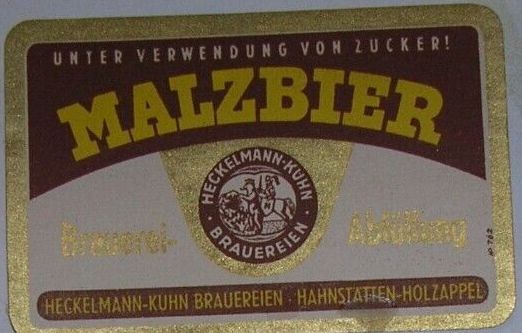 UNTER VERWENDUNG VON ZUCKER!
MALZBIER
HECKELMANN-KUHN
· BRAUEREIEN ·
Brauerei- Abfüllung
HECKELMANN-KUHN BRAUEREIEN · HAHNSTÄTTEN-HOLZAPPEL